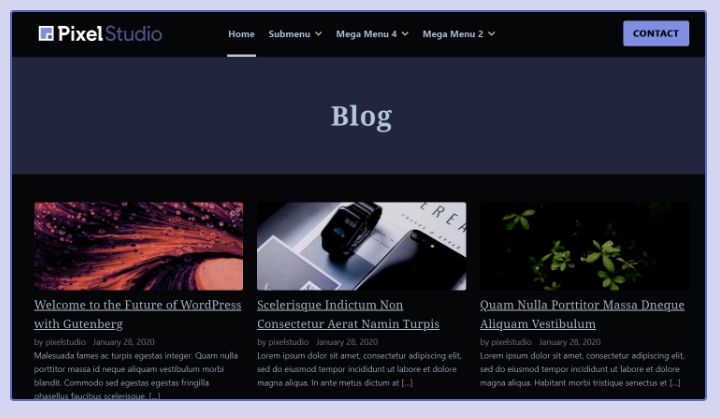 PixelStudio
Home Submenu Mega Menu 4 Mega Menu 2
CONTACT
Blog
EREA
Welcome to the Future of WordPress
with Gutenberg
by pixelstudio January 28, 2020
Malesuada fames ac turpis egestas integer. Quam nulla
porttitor massa id neque aliquam vestibulum morbi
blandit. Commodo sed egestas egestas fringilla
phasellus faucibus scelerisque. [...]
Scelerisque Indictum Non
Consectetur Aerat Namin Turpis
by pixelstudio January 28, 2020
Lorem ipsum dolor sit amet, consectetur adipiscing elit,
sed do eiusmod tempor incididunt ut labore et dolore
magna aliqua. In ante metus dictum at [...]
Quam Nulla Porttitor Massa Dneque
Aliquam Vestibulum
by pixelstudio January 28, 2020
Lorem ipsum dolor sit amet, consectetur adipiscing elit,
sed do eiusmod tempor incididunt ut labore et dolore
magna aliqua. Habitant morbi tristique senectus et [...]